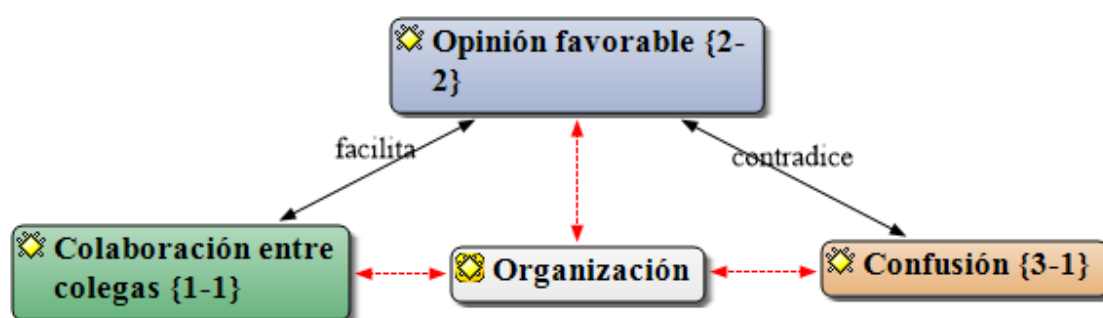 Opinión favorable {2-
2}
facilita
contradice
Colaboración entre
colegas {1-1}
Organización
Confusión {3-1}